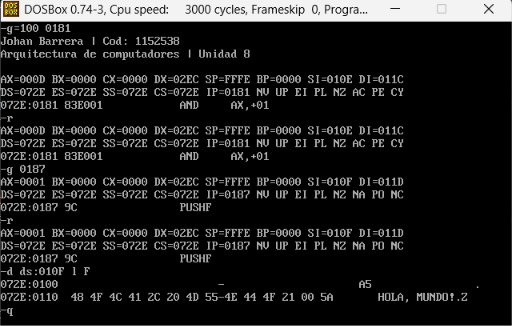 DOSBox 0.74-3, Cpu speed: 3000 cycles, Frameskip 0, Progra...
-g=100 0181
Johan Barrera | Cod: 1152538
Arquitectura de computadores | Unidad 8
AX=000D BX=0000 CX=0000 DX=02EC SP=FFFE BP=0000 SI=010E DI=011C
DS=072E ES=072E SS=072E CS=072E IP=0181 NV UP EI PL NZ AC PE CY
072E:0181 83E001 AND AX,+01
-r
AX=000D BX=0000 CX=0000 DX=02EC SP=FFFE BP=0000 SI=010E DI=011C
DS=072E ES=072E SS=072E CS=072E IP=0181 NV UP EI PL NZ AC PE CY
072E:0181 83E001 AND AX,+01
-g 0187
AX=0001 BX=0000 CX=0000 DX=02EC SP=FFFE BP=0000 SI=010F DI=011D
DS=072E ES=072E SS=072E CS=072E IP=0187 NV UP EI PL NZ NA PO NC
072E:0187 9C PUSHF
-r
AX=0001 BX=0000 CX=0000 DX=02EC SP=FFFE BP=0000 SI=010F DI=011D
DS=072E ES=072E SS=072E CS=072E IP=0187 NV UP EI PL NZ NA PO NC
072E:0187 9C PUSHF
-d ds:010F l F
072E:0100 - A5 .
072E:0110 48 4F 4C 41 2C 20 4D 55-4E 44 4F 21 00 5A HOLA, MUNDO!.Z
-q